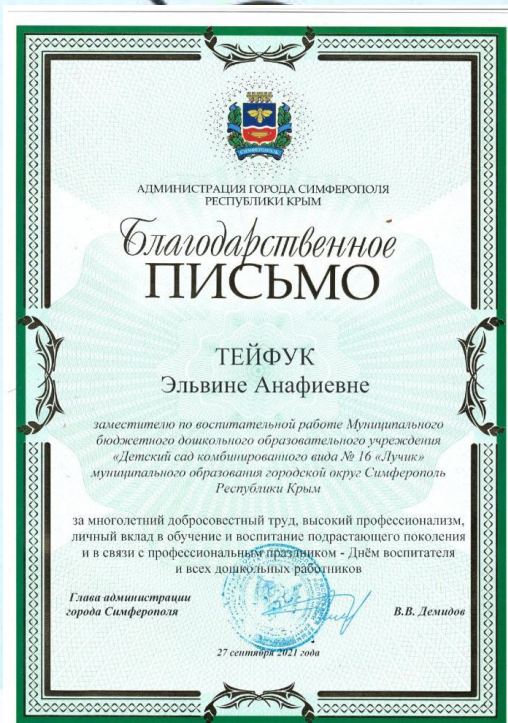 СИМФЕРОПОЛЬ
АДМИНИСТРАЦИЯ ГОРОДА СИМФЕРОПОЛЯ
РЕСПУБЛИКИ КРЫМ
Благодарственное
ПИСЬМО
ТЕЙФУК
Эльвине Анафиевне
заместителю по воспитательной работе Муниципального
бюджетного дошкольного образовательного учреждения
«Детский сад комбинированного вида № 16 «Лучик»
муниципального образования городской округ Симферополь
Республики Крым
за многолетний добросовестный труд, высокий профессионализм,
личный вклад в обучение и воспитание подрастающего поколения
и в связи с профессиональным праздником - Днём воспитателя
и всех дошкольных работников
Глава администрации
города Симферополя
В.В. Демидов
27 сентября 2021 года